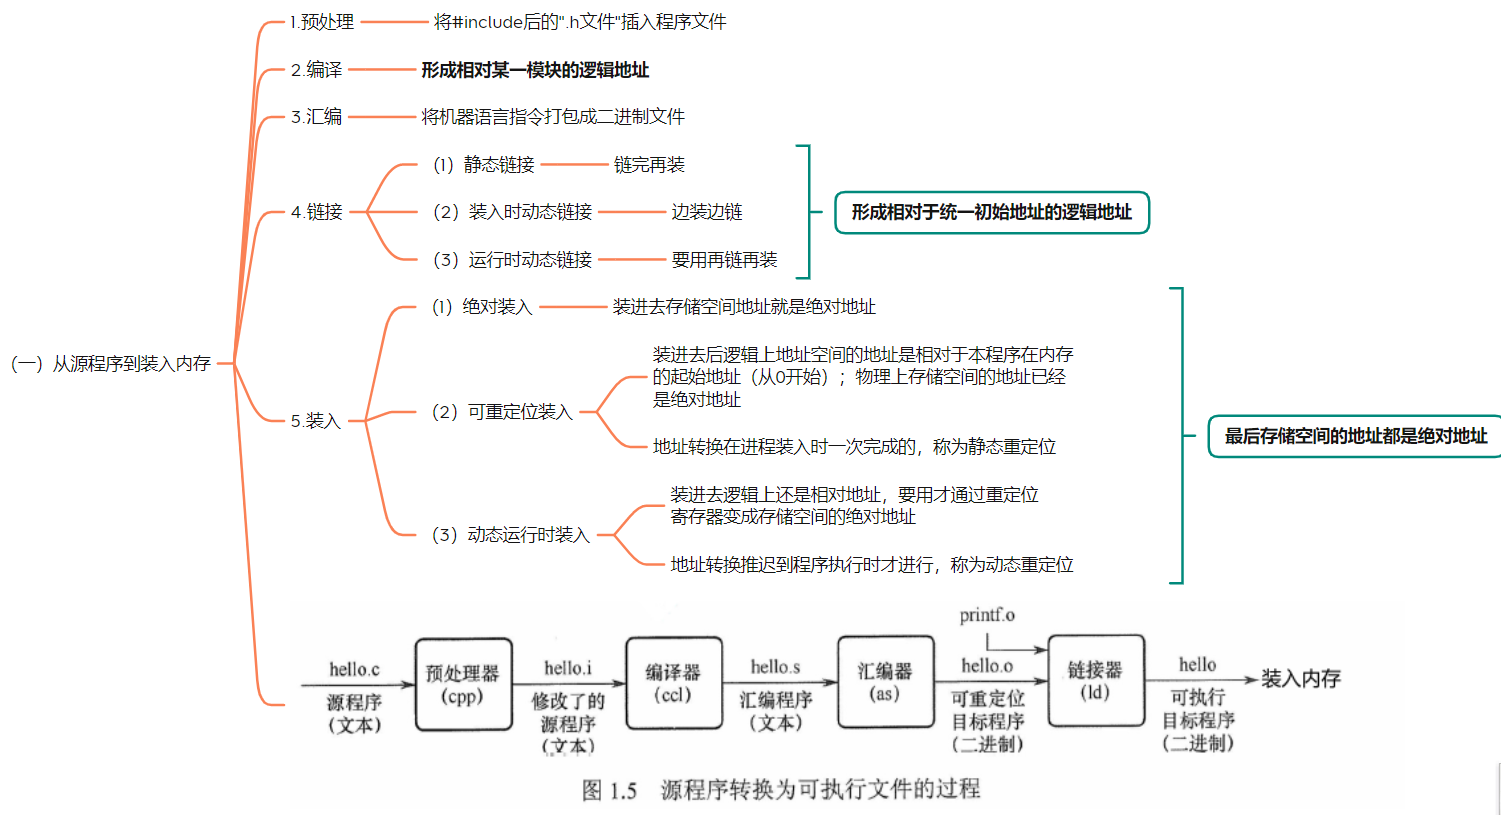 （一）从源程序到装入内存
1.预处理
将#include后的".h文件"插入程序文件
2.编译
形成相对某一模块的逻辑地址
3.汇编
将机器语言指令打包成二进制文件
4.链接
（1）静态链接
链完再装
（2）装入时动态链接
边装边链
（3）运行时动态链接
要用再链再装
形成相对于统一初始地址的逻辑地址
5.装入
（1）绝对装入
装进去存储空间地址就是绝对地址
（2）可重定位装入
装进去后逻辑上地址空间的地址是相对于本程序在内存
的起始地址（从0开始）；物理上存储空间的地址已经
是绝对地址
地址转换在进程装入时一次完成的，称为静态重定位
（3）动态运行时装入
装进去逻辑上还是相对地址，要用才通过重定位
寄存器变成存储空间的绝对地址
地址转换推迟到程序执行时才进行，称为动态重定位
最后存储空间的地址都是绝对地址
hello.c
源程序
(文本)
预处理器
(cpp)
hello.i
修改了的
源程序
(文本)
编译器
(ccl)
hello.s
汇编程序
(文本)
汇编器
(as)
printf.o
hello.o
可重定位
目标程序
(二进制)
链接器
(ld)
hello
可执行
目标程序
(二进制)
装入内存
图 1.5 源程序转换为可执行文件的过程